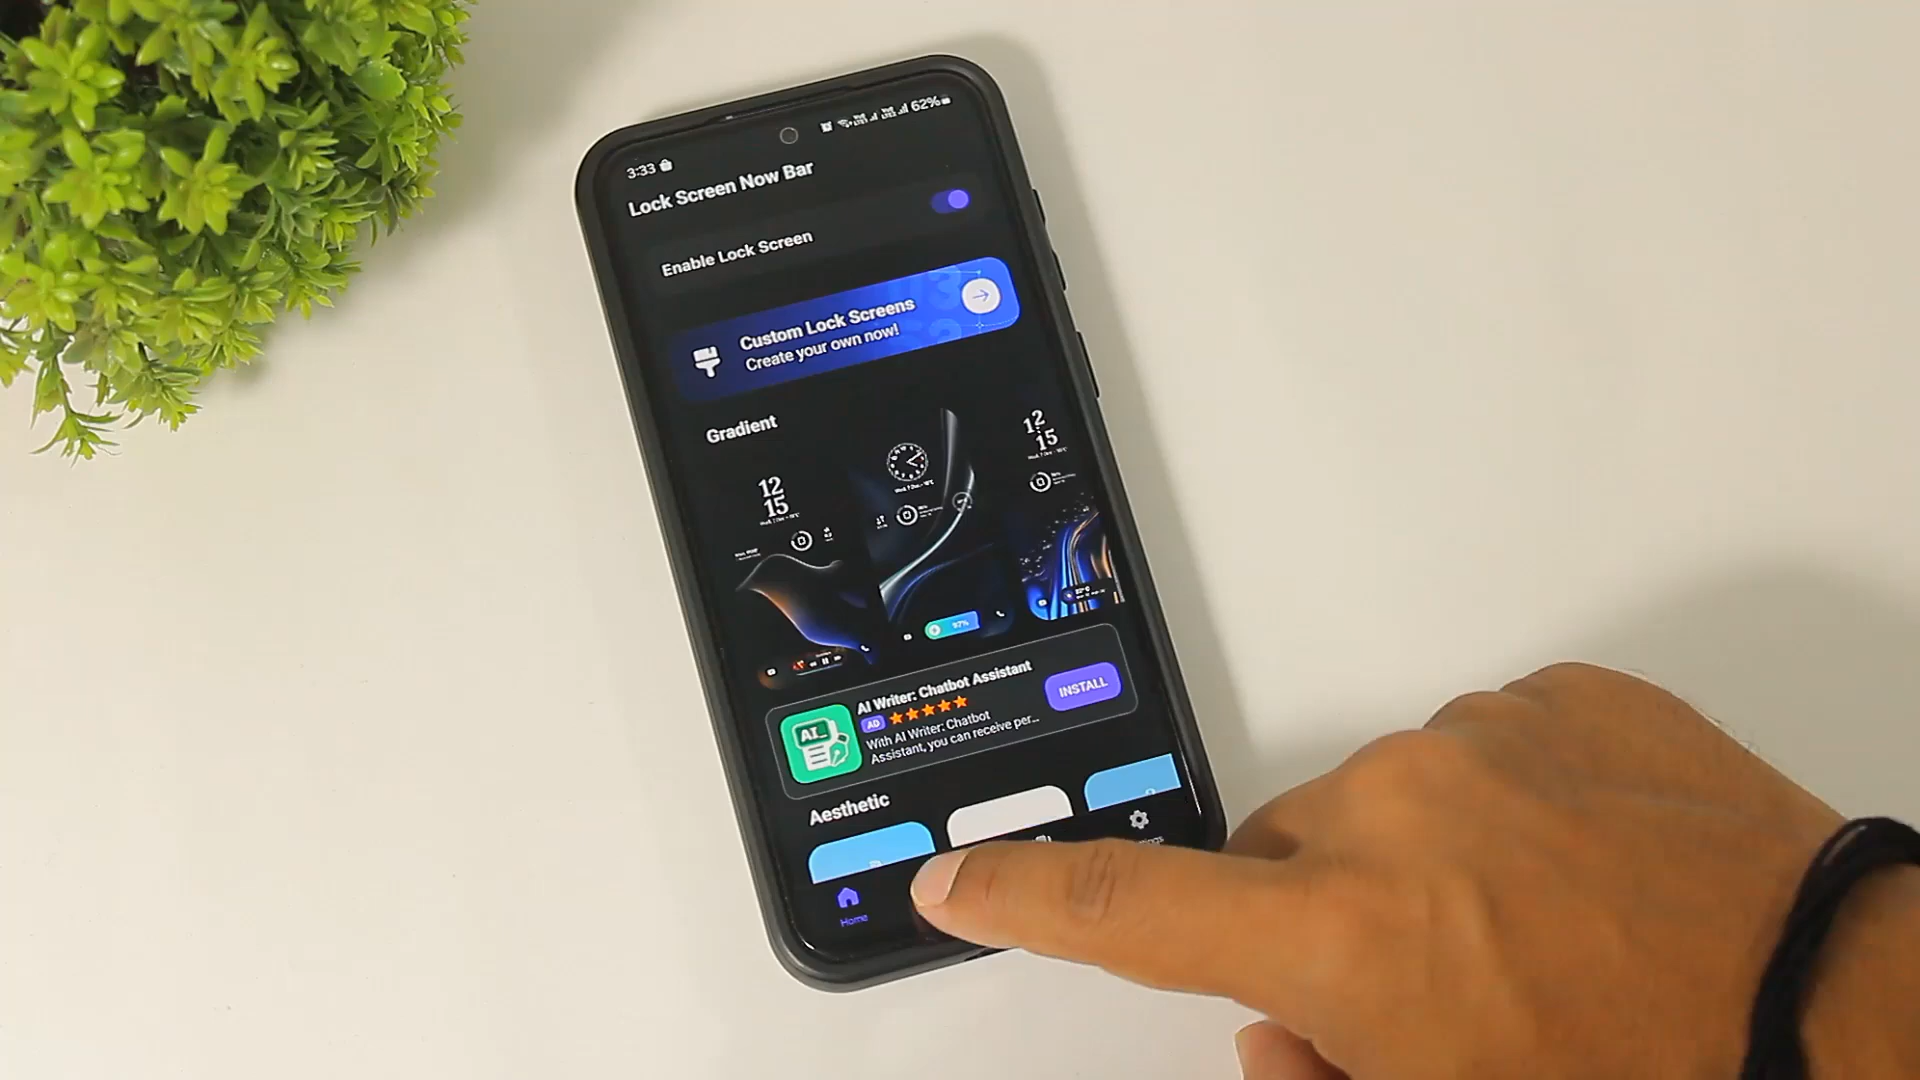 3:33
62%
Lock Screen Now Bar
Enable Lock Screen
Custom Lock Screens
Create your own now!
Gradient
12
15
12
15
97%
AI Writer: Chatbot Assistant
AD
With AI Writer: Chatbot
Assistant, you can receive per...
INSTALL
AI
Aesthetic
Home